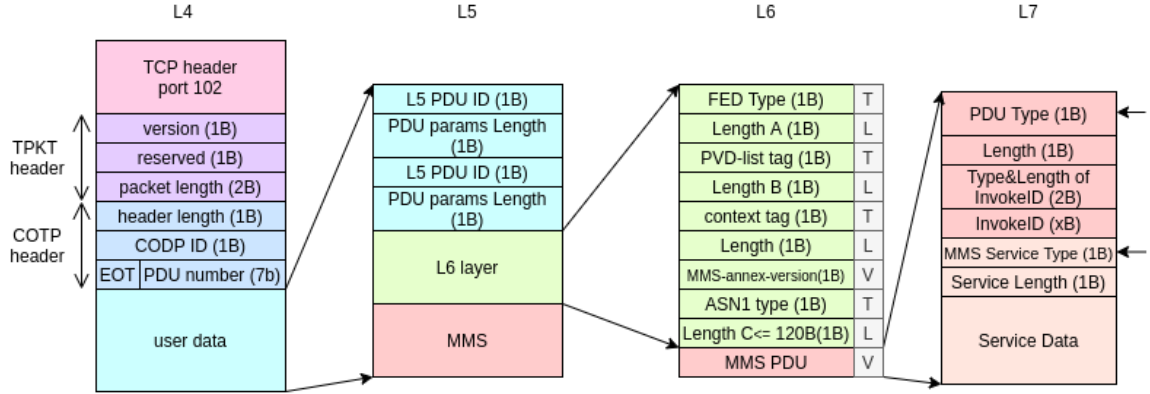 L4
L5
L6
L7
TCP header
port 102
TPKT
header
version (1B)
reserved (1B)
packet length (2B)
COTP
header
header length (1B)
CODP ID (1B)
EOT
PDU number (7b)
user data
L5 PDU ID (1B)
PDU params Length
(1B)
L5 PDU ID (1B)
PDU params Length
(1B)
L6 layer
MMS
FED Type (1B) T
Length A (1B) L
PVD-list tag (1B) T
Length B (1B) L
context tag (1B) T
Length (1B) L
MMS-annex-version(1B) V
ASN1 type (1B) T
Length C<= 120B(1B) L
MMS PDU V
PDU Type (1B)
Length (1B)
Type&Length of
InvokeID (2B)
InvokeID (xB)
MMS Service Type (1B)
Service Length (1B)
Service Data